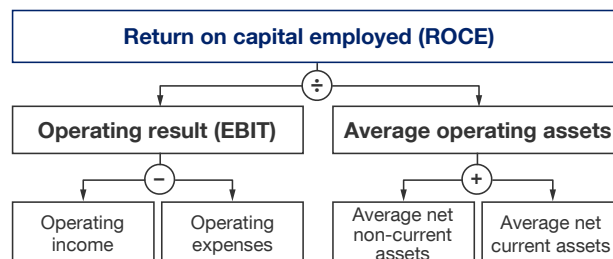 Return on capital employed (ROCE)
÷
Operating result (EBIT)
Average operating assets
−
+
Operating
income
Operating
expenses
Average net
non-current
assets
Average net
current assets